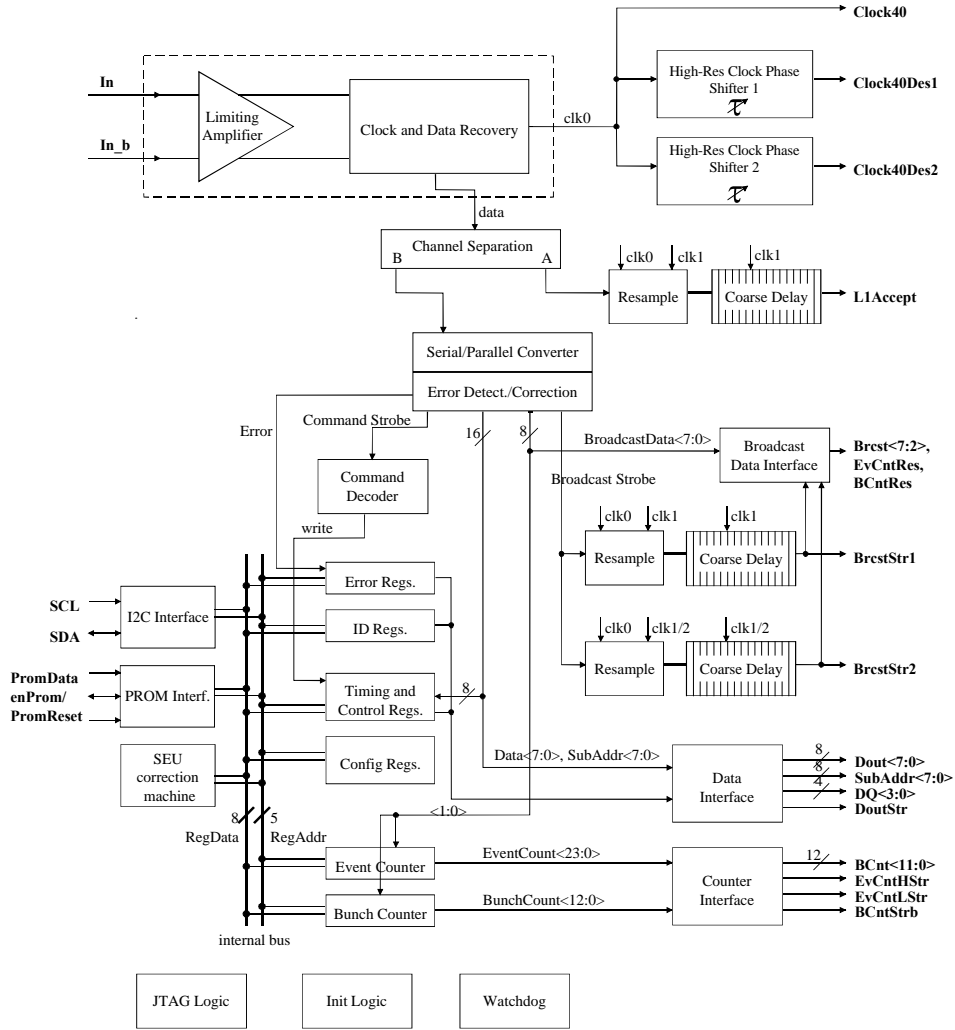 Clock40
In
High-Res Clock Phase
Shifter 1
τ
Clock40Des1
Limiting
Amplifier
Clock and Data Recovery
clk0
In_b
High-Res Clock Phase
Shifter 2
τ
Clock40Des2
data
Channel Separation
B
A
clk0
clk1
clk1
Resample
Coarse Delay
L1Accept
Serial/Parallel Converter
Error Detect./Correction
Error
Command Strobe
16
8
BroadcastData<7:0>
Broadcast
Data Interface
Brcst<7:2>,
EvCntRes,
BCntRes
Command
Decoder
Broadcast Strobe
write
clk0
clk1
clk1
Resample
Coarse Delay
BrcstStr1
Error Regs.
SCL
SDA
I2C Interface
ID Regs.
clk0
clk1/2
clk1/2
Resample
Coarse Delay
BrcstStr2
PromData
enProm/
PromReset
PROM Interf.
Timing and
Control Regs.
8
SEU
correction
machine
Config Regs.
Data<7:0>, SubAddr<7:0>
Data
Interface
8
Dout<7:0>
8
SubAddr<7:0>
4
DQ<3:0>
DoutStr
<1:0>
8
5
RegData
RegAddr
Event Counter
EventCount<23:0>
Bunch Counter
BunchCount<12:0>
Counter
Interface
12
BCnt<11:0>
EvCntHStr
EvCntLStr
BCntStrb
internal bus
JTAG Logic
Init Logic
Watchdog